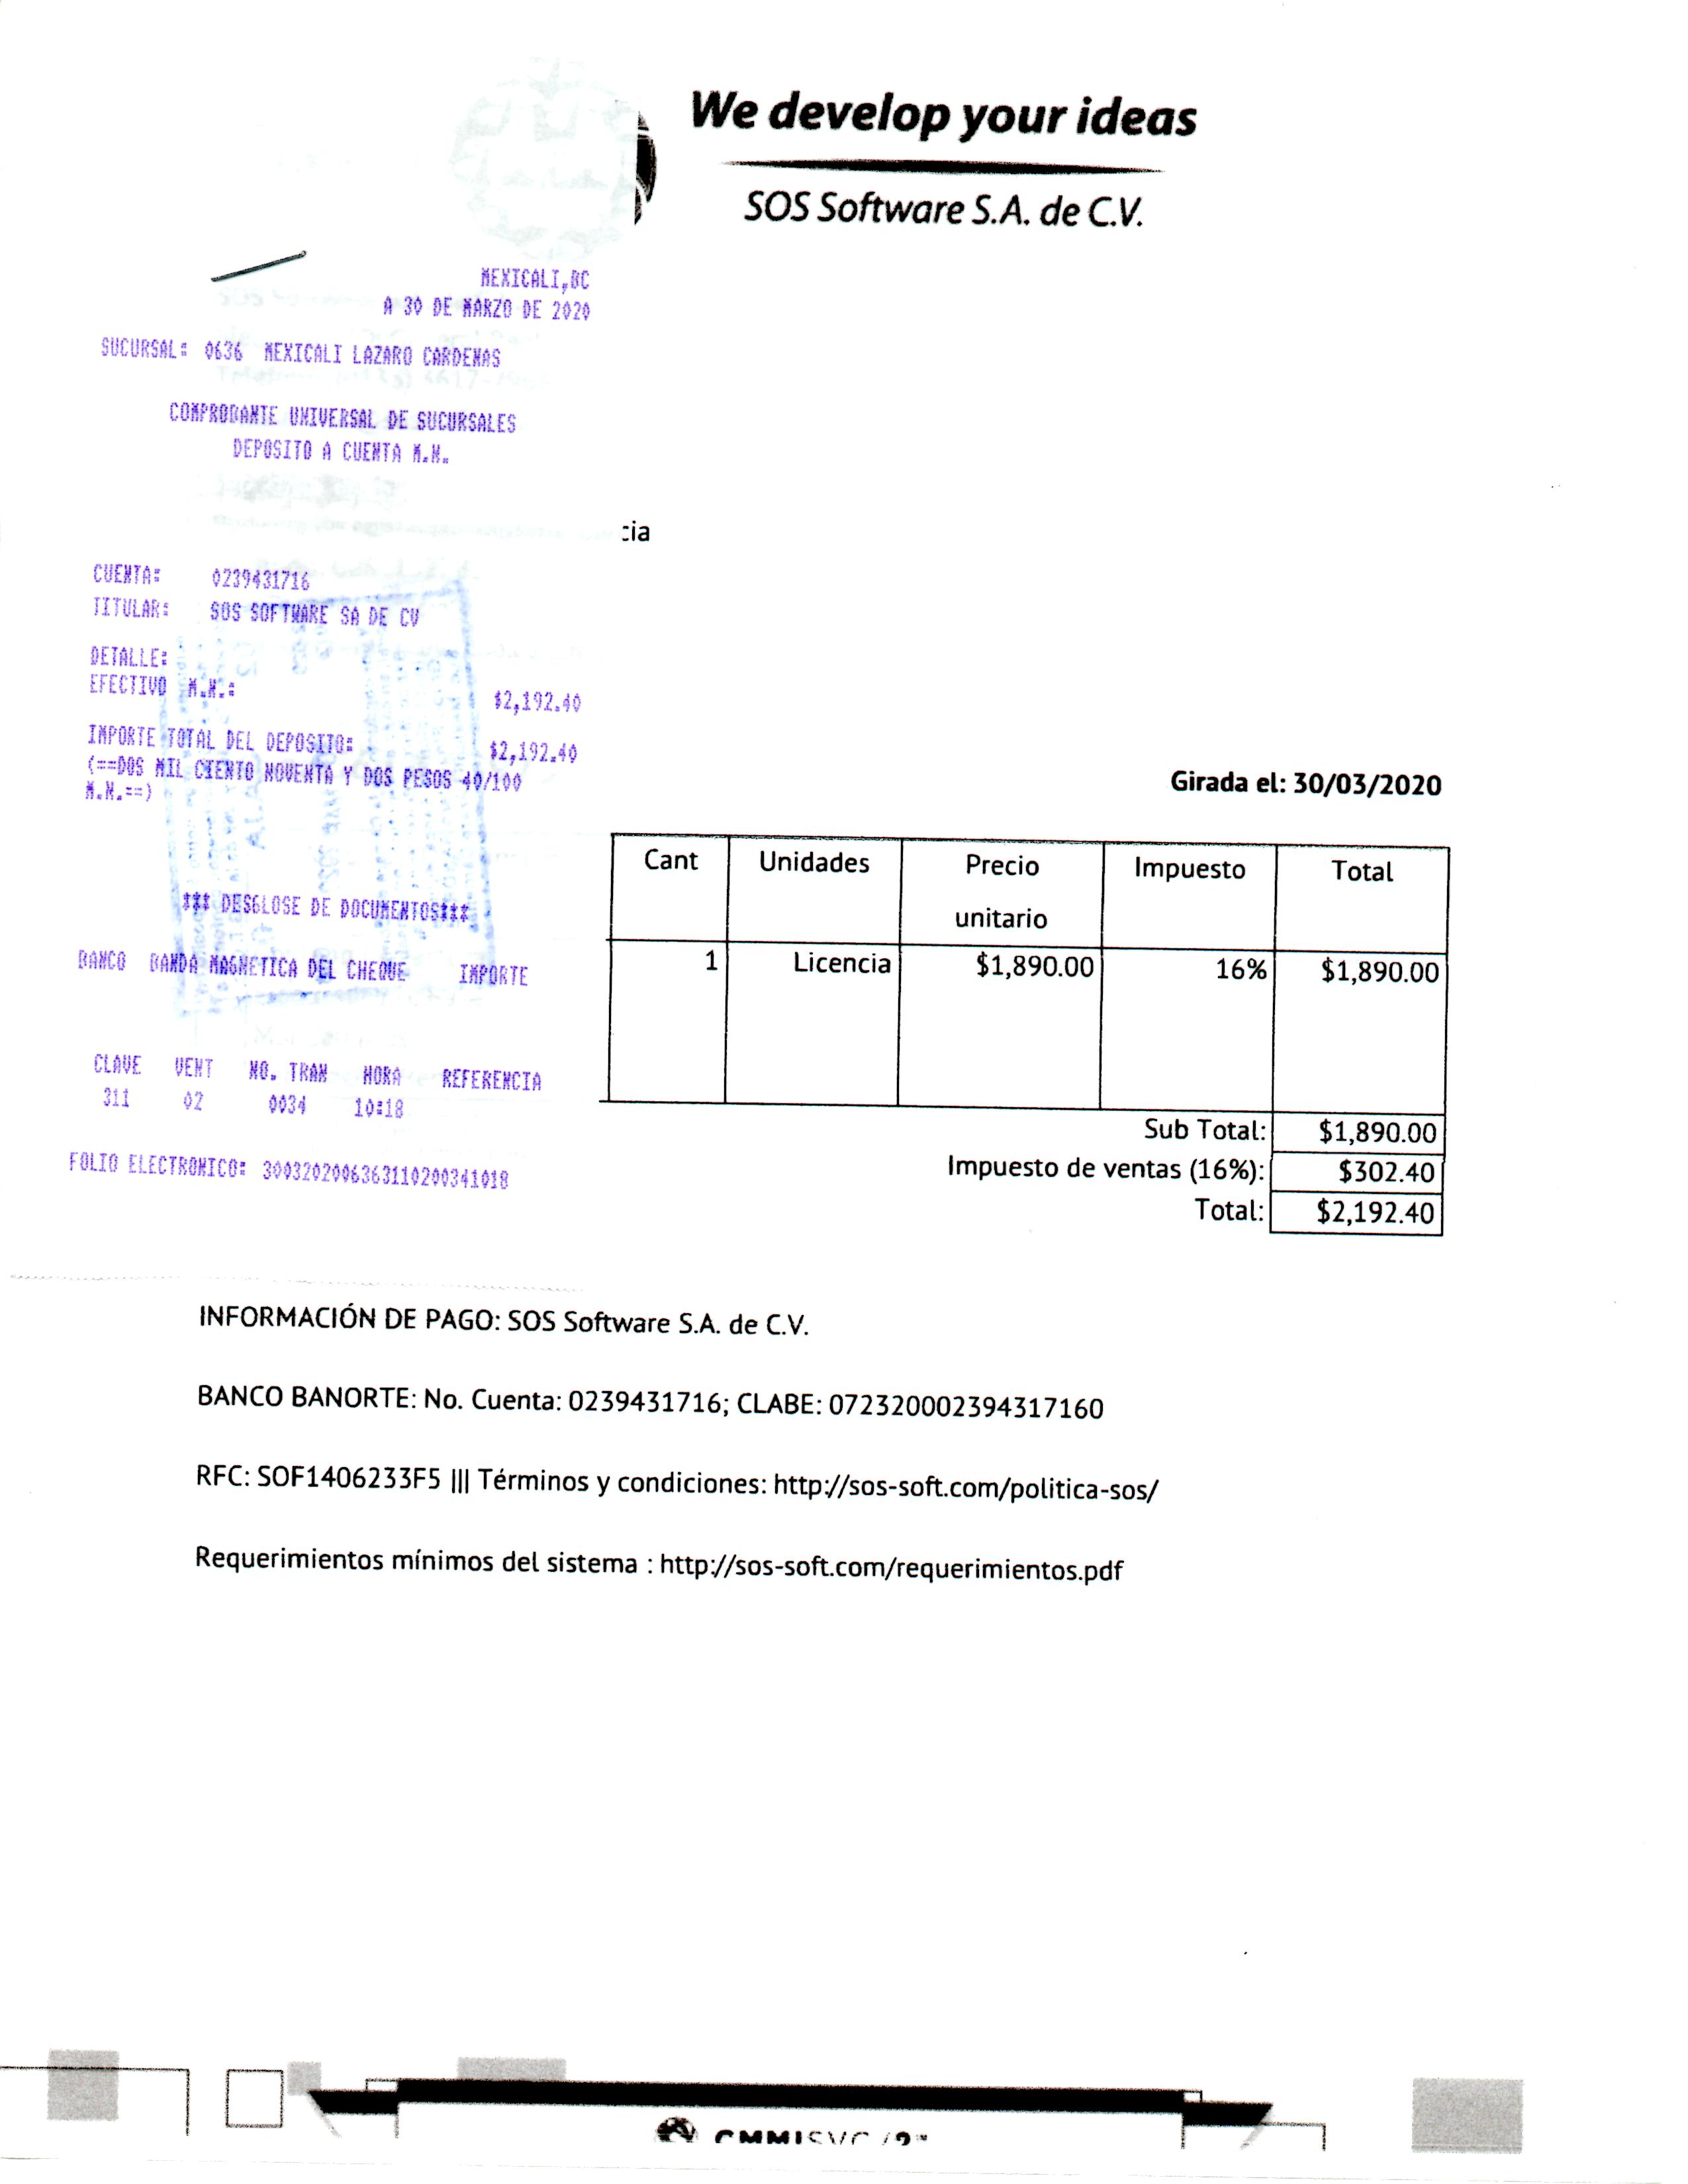 We develop your ideas
SOS Software S.A. de C.V.
MEXICALI,BC
A 30 DE MARZO DE 2020
SUCURSAL: 0636 MEXICALI LAZARO CARDENAS
COMPROBANTE UNIVERSAL DE SUCURSALES
DEPOSITO A CUENTA M.N.
cia
CUENTA: 0239431716
TITULAR: SOS SOFTWARE SA DE CV
DETALLE:
EFECTIVO M.N.: $2,192.40
IMPORTE TOTAL DEL DEPOSITO: $2,192.40
(==DOS MIL CIENTO NOVENTA Y DOS PESOS 40/100
M.N.==)
*** DESGLOSE DE DOCUMENTOS***
BANCO BANDA MAGNETICA DEL CHEQUE IMPORTE
CLAVE VENT NO. TRAN HORA REFERENCIA
311 02 0034 10:18
FOLIO ELECTRONICO: 3003202006363110200341018
Girada el: 30/03/2020
Cant Unidades Precio unitario Impuesto Total
1 Licencia $1,890.00 16% $1,890.00
Sub Total: $1,890.00
Impuesto de ventas (16%): $302.40
Total: $2,192.40
INFORMACIÓN DE PAGO: SOS Software S.A. de C.V.
BANCO BANORTE: No. Cuenta: 0239431716; CLABE: 072320002394317160
RFC: SOF1406233F5 ||| Términos y condiciones: http://sos-soft.com/politica-sos/
Requerimientos mínimos del sistema : http://sos-soft.com/requerimientos.pdf
CMMISVC/2